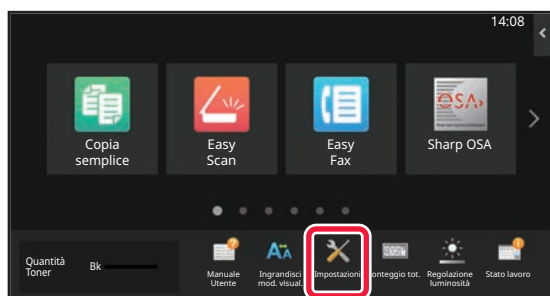 14:08
Copia
semplice
Easy
Scan
Easy
Fax
OSA
Sharp OSA
Quantità
Toner
Bk
Manuale
Utente
Ingrandisci
mod. visual.
Impostazioni
onteggio tot.
Regolazione
luminosità
Stato lavoro